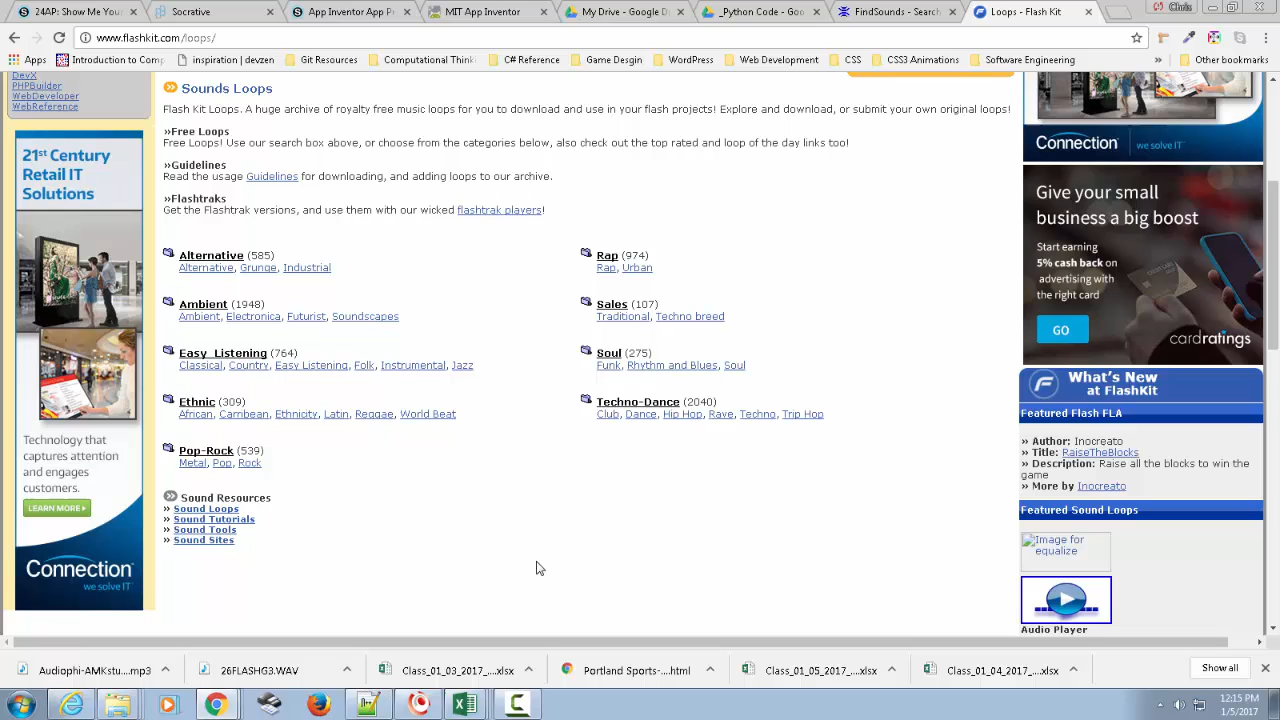 24AP: Show Me You
Socrative
App Inventor App P
MIT App Inventor
My Drive - Google D
_Python Code - Goo
FindSounds - Search
Loops - Flash Kit
Chris
www.flashkit.com/loops/
Apps
Introduction to Comp
inspiration | devzen
Git Resources
Computational Think
C# Reference
Game Desgin
WordPress
Web Development
CSS
CSS3 Animations
Software Engineering
»
Other bookmarks
DevX
PHPBuilder
WebDeveloper
WebReference
21st Century
Retail IT
Solutions
Technology that
captures attention
and engages
customers.
LEARN MORE
Connection
we solve IT™
Sounds Loops
Flash Kit Loops. A huge archive of royalty free music loops for you to download and use in your flash projects! Explore and download, or submit your own original loops!
»Free Loops
Free Loops! Use our search box above, or choose from the categories below, also check out the top rated and loop of the day links too!
»Guidelines
Read the usage Guidelines for downloading, and adding loops to our archive.
»Flashtraks
Get the Flashtrak versions, and use them with our wicked flashtrak players!
Alternative (585)
Alternative, Grunge, Industrial
Rap (974)
Rap, Urban
Ambient (1948)
Ambient, Electronica, Futurist, Soundscapes
Sales (107)
Traditional, Techno breed
Easy Listening (764)
Classical, Country, Easy Listening, Folk, Instrumental, Jazz
Soul (275)
Funk, Rhythm and Blues, Soul
Ethnic (309)
African, Carribean, Ethnicity, Latin, Reggae, World Beat
Techno-Dance (2040)
Club, Dance, Hip Hop, Rave, Techno, Trip Hop
Pop-Rock (539)
Metal, Pop, Rock
Sound Resources
» Sound Loops
» Sound Tutorials
» Sound Tools
» Sound Sites
Connection
we solve IT™
Give your small
business a big boost
Start earning
5% cash back on
advertising with
the right card
GO
cardratings
What's New
at FlashKit
Featured Flash FLA
» Author: Inocreato
» Title: RaiseTheBlocks
» Description: Raise all the blocks to win the
game
» More by Inocreato
Featured Sound Loops
Image for
equalize
Audio Player
Audiophi-AMKstu....mp3
26FLASHG3.WAV
Class_01_03_2017_....xlsx
Portland Sports-....html
Class_01_05_2017_....xlsx
Class_01_04_2017_....xlsx
Show all
12:15 PM
1/5/2017